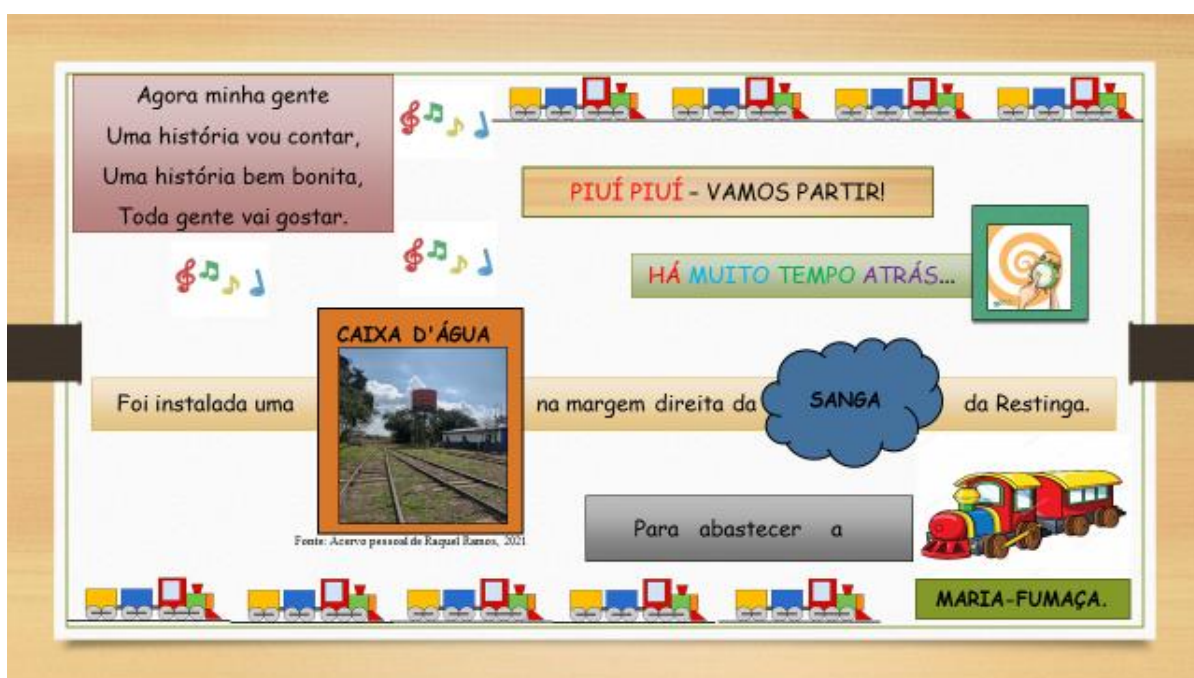 Agora minha gente
Uma história vou contar,
Uma história bem bonita,
Toda gente vai gostar.
PIUÍ PIUÍ – VAMOS PARTIR!
HÁ MUITO TEMPO ATRÁS...
CAIXA D'ÁGUA
Foi instalada uma na margem direita da SANGA da Restinga.
Fonte: Acervo pessoal de Raquel Ramos, 2021
Para abastecer a
MARIA-FUMAÇA.